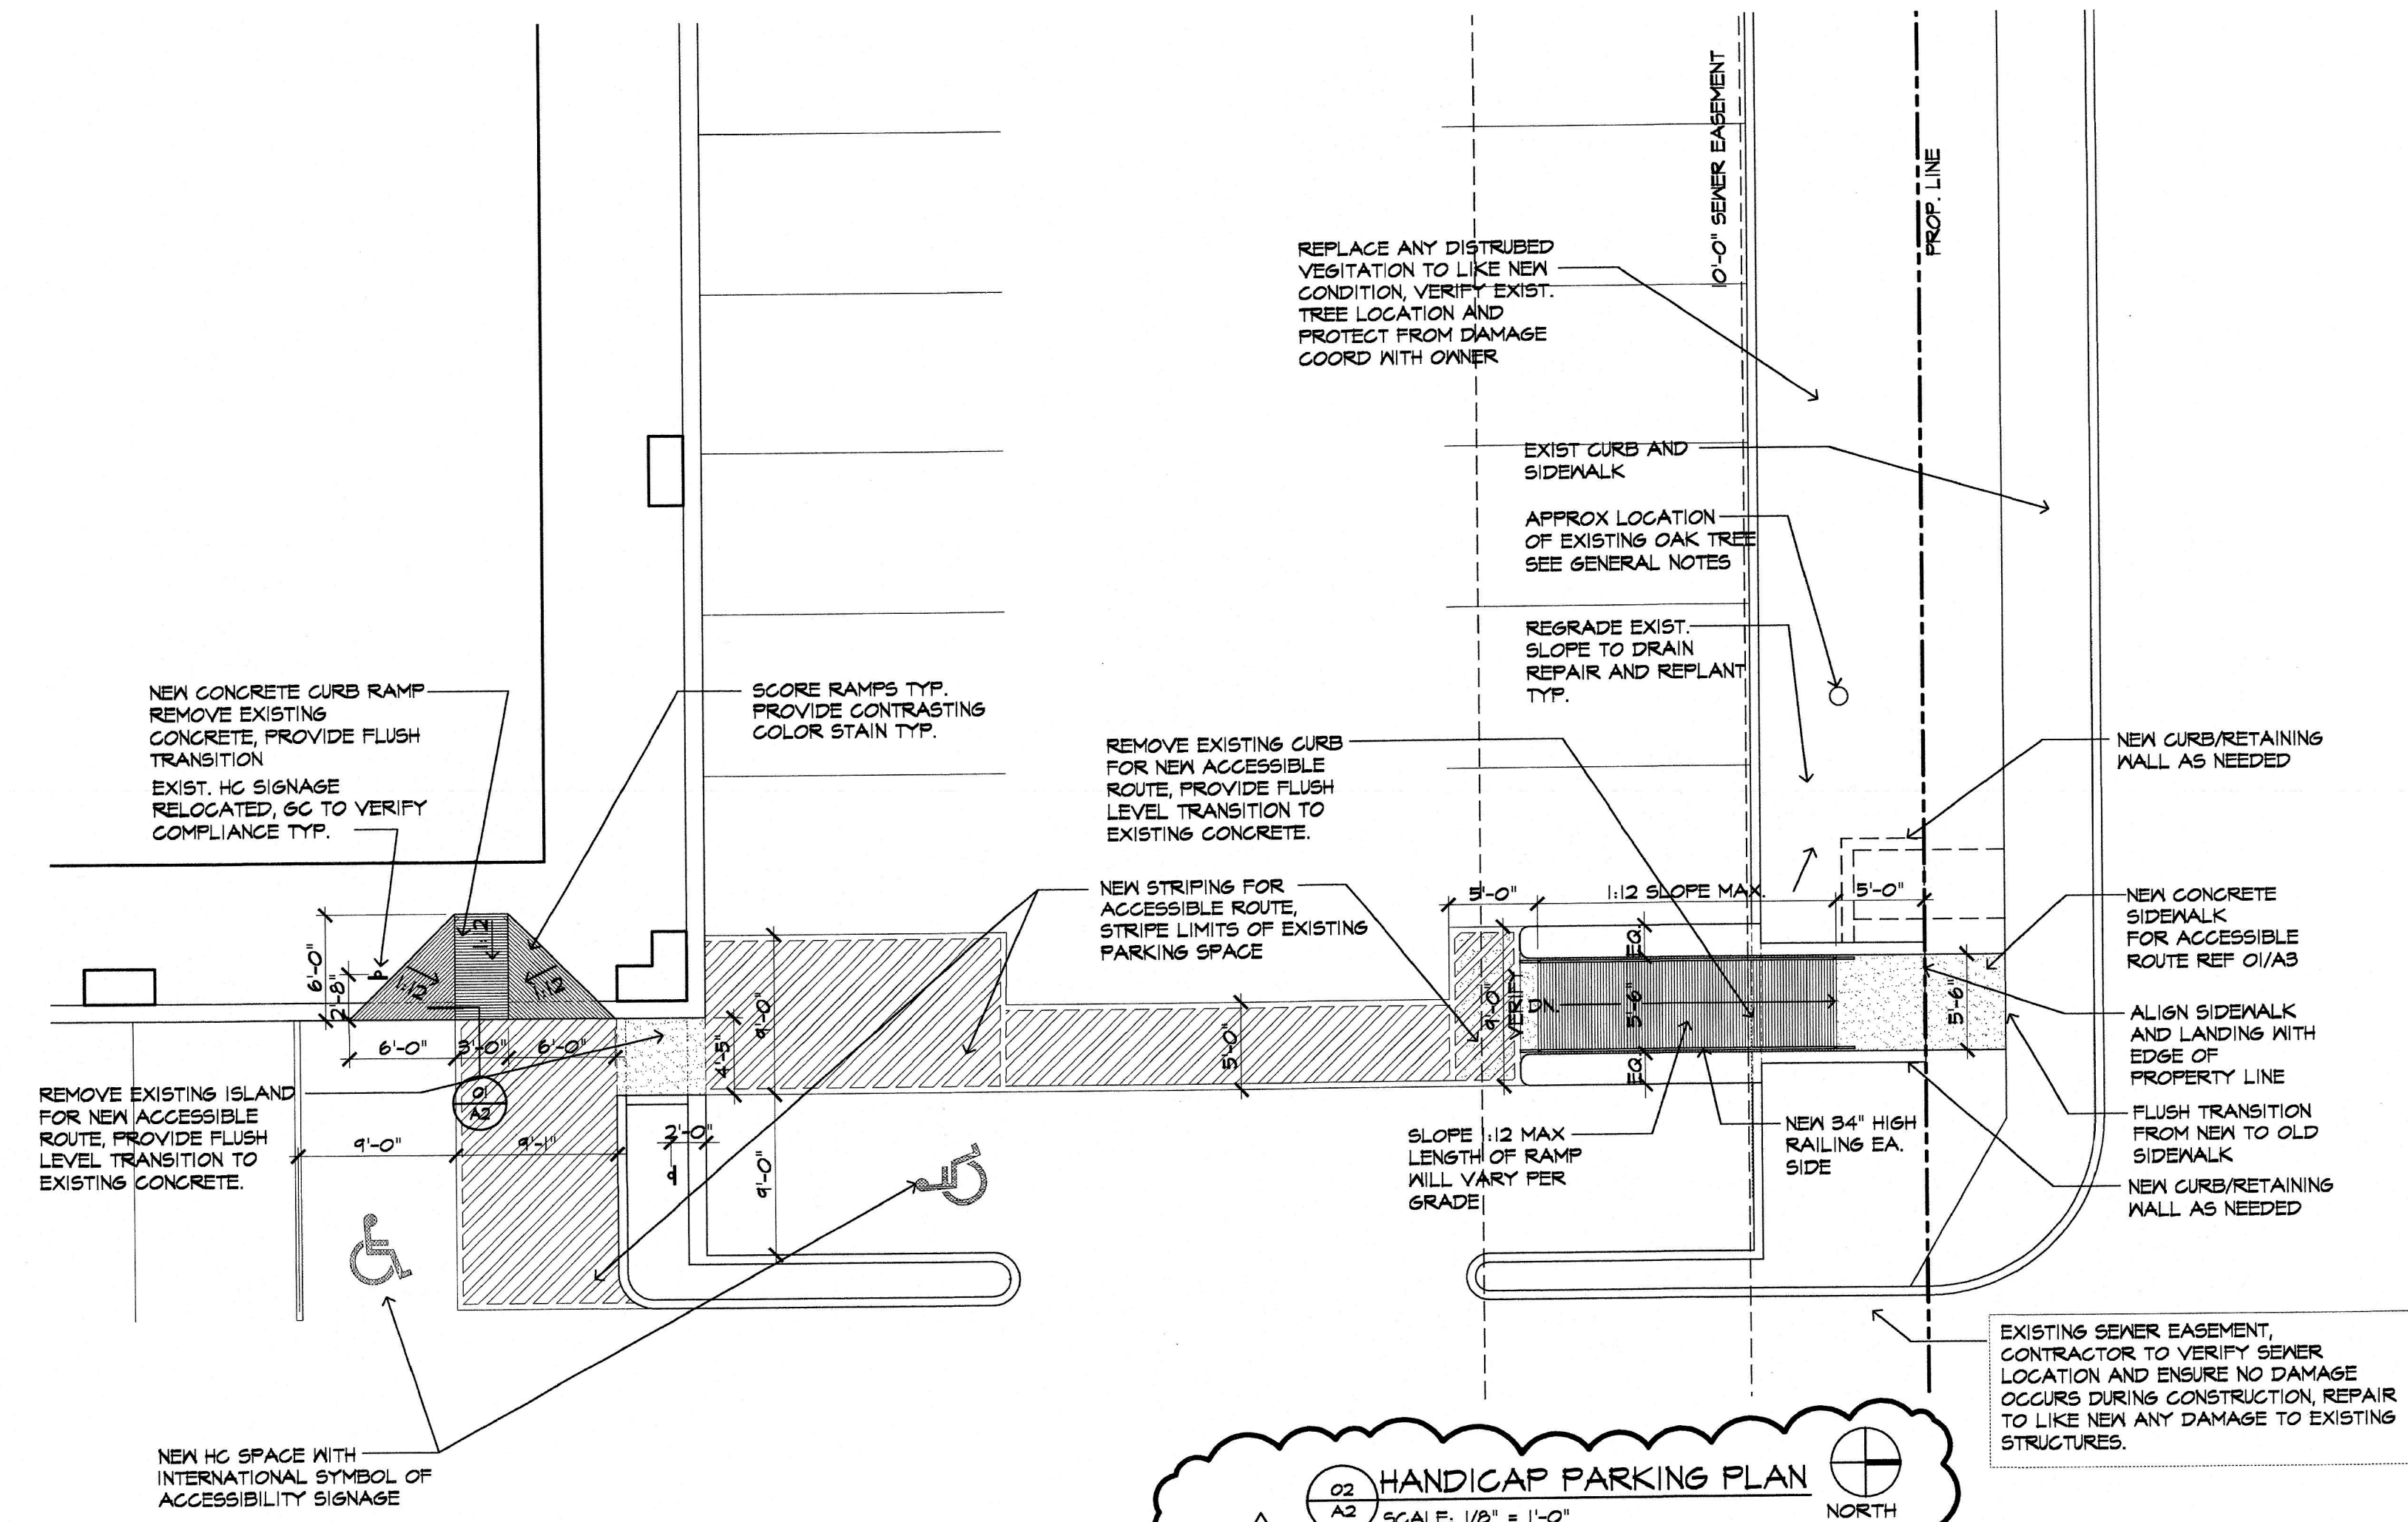 10'-0" SEWER EASEMENT
PROP. LINE
REPLACE ANY DISTRUBED
VEGITATION TO LIKE NEW
CONDITION, VERIFY EXIST.
TREE LOCATION AND
PROTECT FROM DAMAGE
COORD WITH OWNER
EXIST CURB AND
SIDEWALK
APPROX LOCATION
OF EXISTING OAK TREE
SEE GENERAL NOTES
REGRADE EXIST.
SLOPE TO DRAIN
REPAIR AND REPLANT
TYP.
NEW CONCRETE CURB RAMP
REMOVE EXISTING
CONCRETE, PROVIDE FLUSH
TRANSITION
EXIST. HC SIGNAGE
RELOCATED, GC TO VERIFY
COMPLIANCE TYP.
SCORE RAMPS TYP.
PROVIDE CONTRASTING
COLOR STAIN TYP.
REMOVE EXISTING CURB
FOR NEW ACCESSIBLE
ROUTE, PROVIDE FLUSH
LEVEL TRANSITION TO
EXISTING CONCRETE.
NEW CURB/RETAINING
WALL AS NEEDED
NEW STRIPING FOR
ACCESSIBLE ROUTE,
STRIPE LIMITS OF EXISTING
PARKING SPACE
5'-0"
1:12 SLOPE MAX.
5'-0"
NEW CONCRETE
SIDEWALK
FOR ACCESSIBLE
ROUTE REF 01/A3
6'-0"
2'-8"
1:12
1:12
1:12
6'-0"
3'-0"
6'-0"
4'-5"
9'-0"
5'-0"
9'-0"
VERIFY
DN.
EQ.
5'-6"
EQ.
5'-6"
ALIGN SIDEWALK
AND LANDING WITH
EDGE OF
PROPERTY LINE
REMOVE EXISTING ISLAND
FOR NEW ACCESSIBLE
ROUTE, PROVIDE FLUSH
LEVEL TRANSITION TO
EXISTING CONCRETE.
01
A2
9'-0"
9'-1"
2'-0"
9'-0"
SLOPE 1:12 MAX
LENGTH OF RAMP
WILL VARY PER
GRADE
NEW 34" HIGH
RAILING EA.
SIDE
FLUSH TRANSITION
FROM NEW TO OLD
SIDEWALK
NEW CURB/RETAINING
WALL AS NEEDED
EXISTING SEWER EASEMENT,
CONTRACTOR TO VERIFY SEWER
LOCATION AND ENSURE NO DAMAGE
OCCURS DURING CONSTRUCTION, REPAIR
TO LIKE NEW ANY DAMAGE TO EXISTING
STRUCTURES.
NEW HC SPACE WITH
INTERNATIONAL SYMBOL OF
ACCESSIBILITY SIGNAGE
02
A2
HANDICAP PARKING PLAN
SCALE: 1/8" = 1'-0"
NORTH